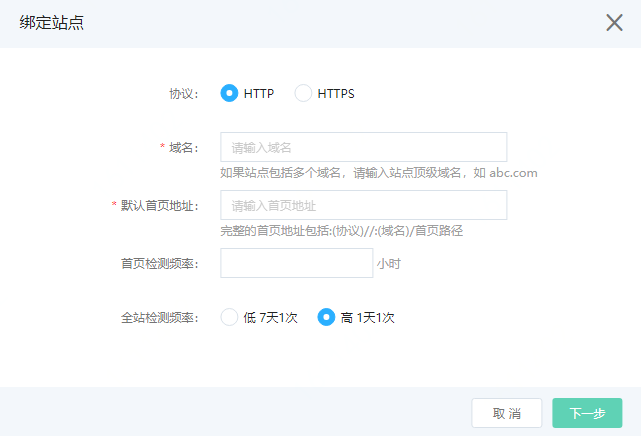 绑定站点
协议： HTTP HTTPS
* 域名： 请输入域名
如果站点包括多个域名，请输入站点顶级域名，如 abc.com
* 默认首页地址： 请输入首页地址
完整的首页地址包括:(协议)//:(域名)/首页路径
首页检测频率： 小时
全站检测频率： 低 7天1次 高 1天1次
取 消 下一步